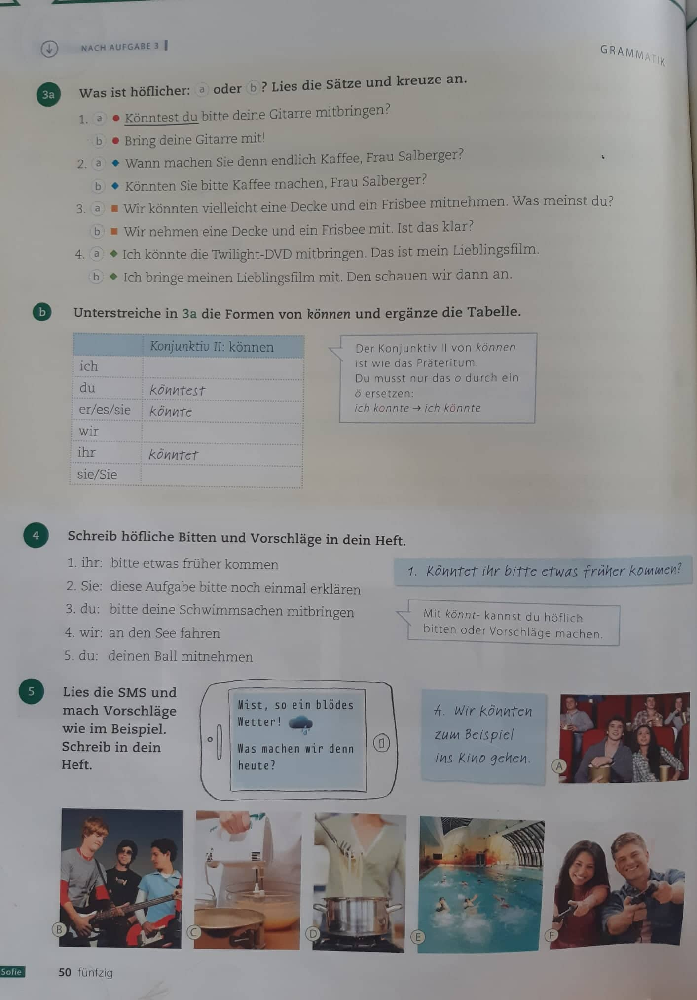 NACH AUFGABE 3
GRAMMATIK
3a Was ist höflicher: a oder b? Lies die Sätze und kreuze an.
1. a ● Könntest du bitte deine Gitarre mitbringen?
b ● Bring deine Gitarre mit!
2. a ◆ Wann machen Sie denn endlich Kaffee, Frau Salberger?
b ◆ Könnten Sie bitte Kaffee machen, Frau Salberger?
3. a ■ Wir könnten vielleicht eine Decke und ein Frisbee mitnehmen. Was meinst du?
b ■ Wir nehmen eine Decke und ein Frisbee mit. Ist das klar?
4. a ◆ Ich könnte die Twilight-DVD mitbringen. Das ist mein Lieblingsfilm.
b ◆ Ich bringe meinen Lieblingsfilm mit. Den schauen wir dann an.
b Unterstreiche in 3a die Formen von können und ergänze die Tabelle.
Konjunktiv II: können
ich
du könntest
er/es/sie könnte
wir
ihr könntet
sie/Sie
Der Konjunktiv II von können
ist wie das Präteritum.
Du musst nur das o durch ein
ö ersetzen:
ich konnte → ich könnte
4 Schreib höfliche Bitten und Vorschläge in dein Heft.
1. ihr: bitte etwas früher kommen
2. Sie: diese Aufgabe bitte noch einmal erklären
3. du: bitte deine Schwimmsachen mitbringen
4. wir: an den See fahren
5. du: deinen Ball mitnehmen
1. Könntet ihr bitte etwas früher kommen?
Mit könnt- kannst du höflich
bitten oder Vorschläge machen.
5 Lies die SMS und
mach Vorschläge
wie im Beispiel.
Schreib in dein
Heft.
Mist, so ein blödes
Wetter!
Was machen wir denn
heute?
A. Wir könnten
zum Beispiel
ins Kino gehen.
A
B
C
D
E
F
Sofie
50 fünfzig